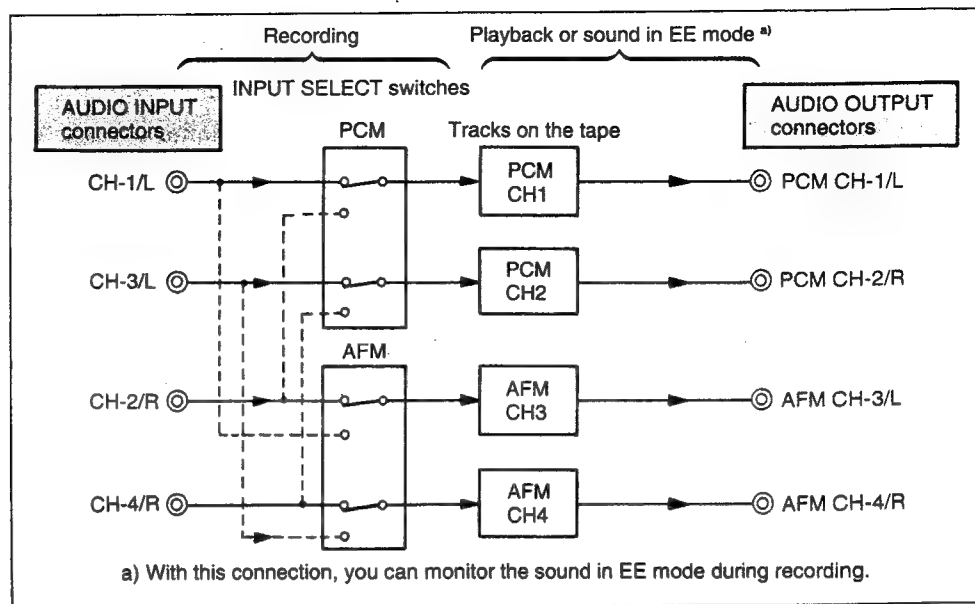 Recording
Playback or sound in EE mode a)
INPUT SELECT switches
AUDIO INPUT
connectors
AUDIO OUTPUT
connectors
PCM
Tracks on the tape
CH-1/L
PCM
CH1
PCM CH-1/L
CH-3/L
PCM
CH2
PCM CH-2/R
AFM
CH-2/R
AFM
CH3
AFM CH-3/L
CH-4/R
AFM
CH4
AFM CH-4/R
a) With this connection, you can monitor the sound in EE mode during recording.